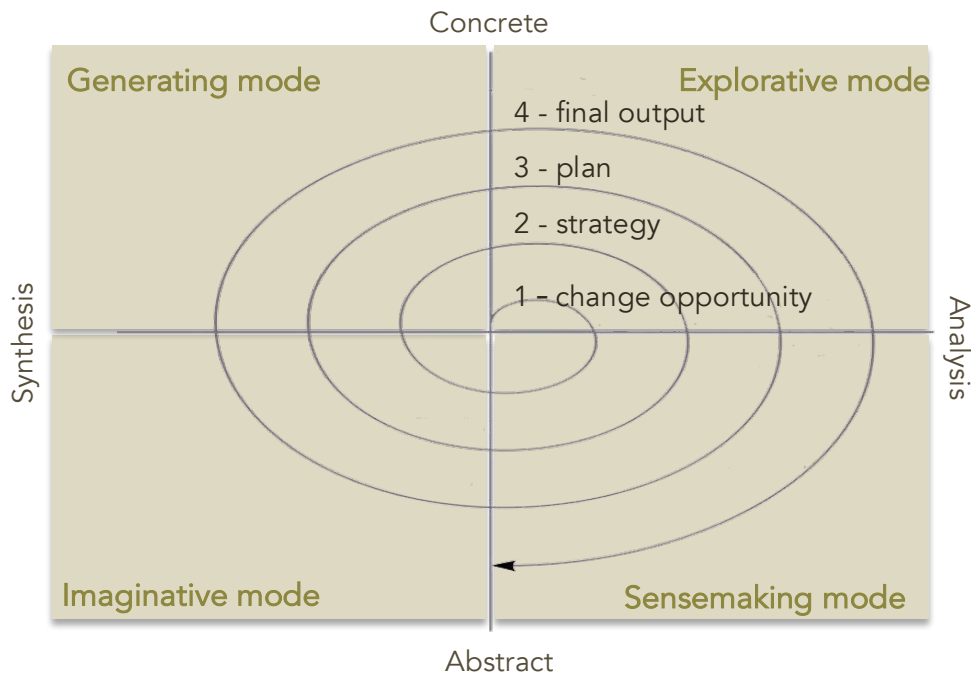 Concrete
Generating mode
Explorative mode
4 - final output
3 - plan
2 - strategy
1 - change opportunity
Synthesis
Analysis
Imaginative mode
Sensemaking mode
Abstract